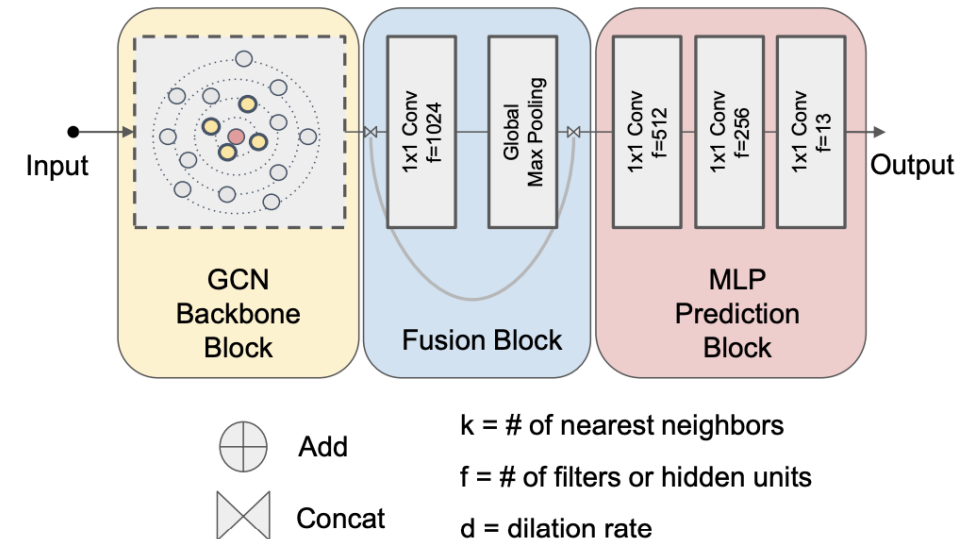 Input
1x1 Conv
f=1024
Global
Max Pooling
1x1 Conv
f=512
1x1 Conv
f=256
1x1 Conv
f=13
Output
GCN
Backbone
Block
Fusion Block
MLP
Prediction
Block
Add
Concat
k = # of nearest neighbors
f = # of filters or hidden units
d = dilation rate